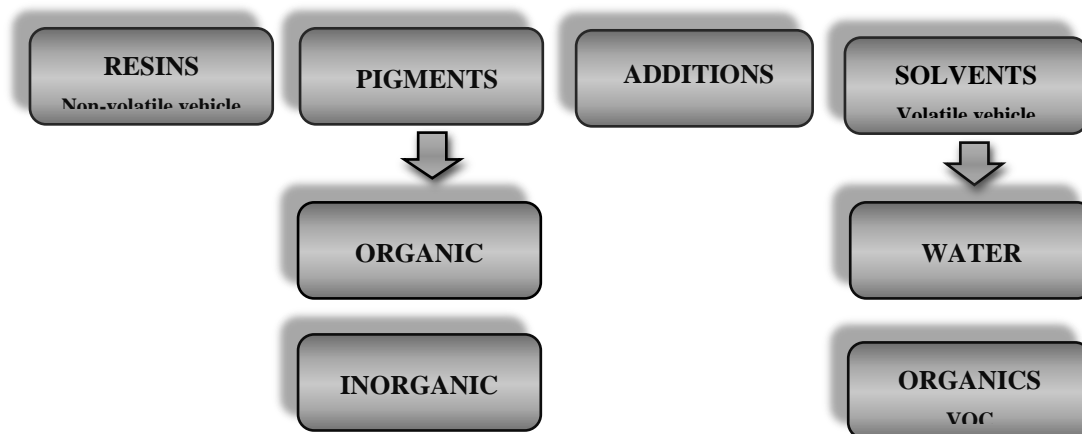 RESINS
Non-volatile vehicle
PIGMENTS
ADDITIONS
SOLVENTS
Volatile vehicle
ORGANIC
WATER
INORGANIC
ORGANICS
VOC